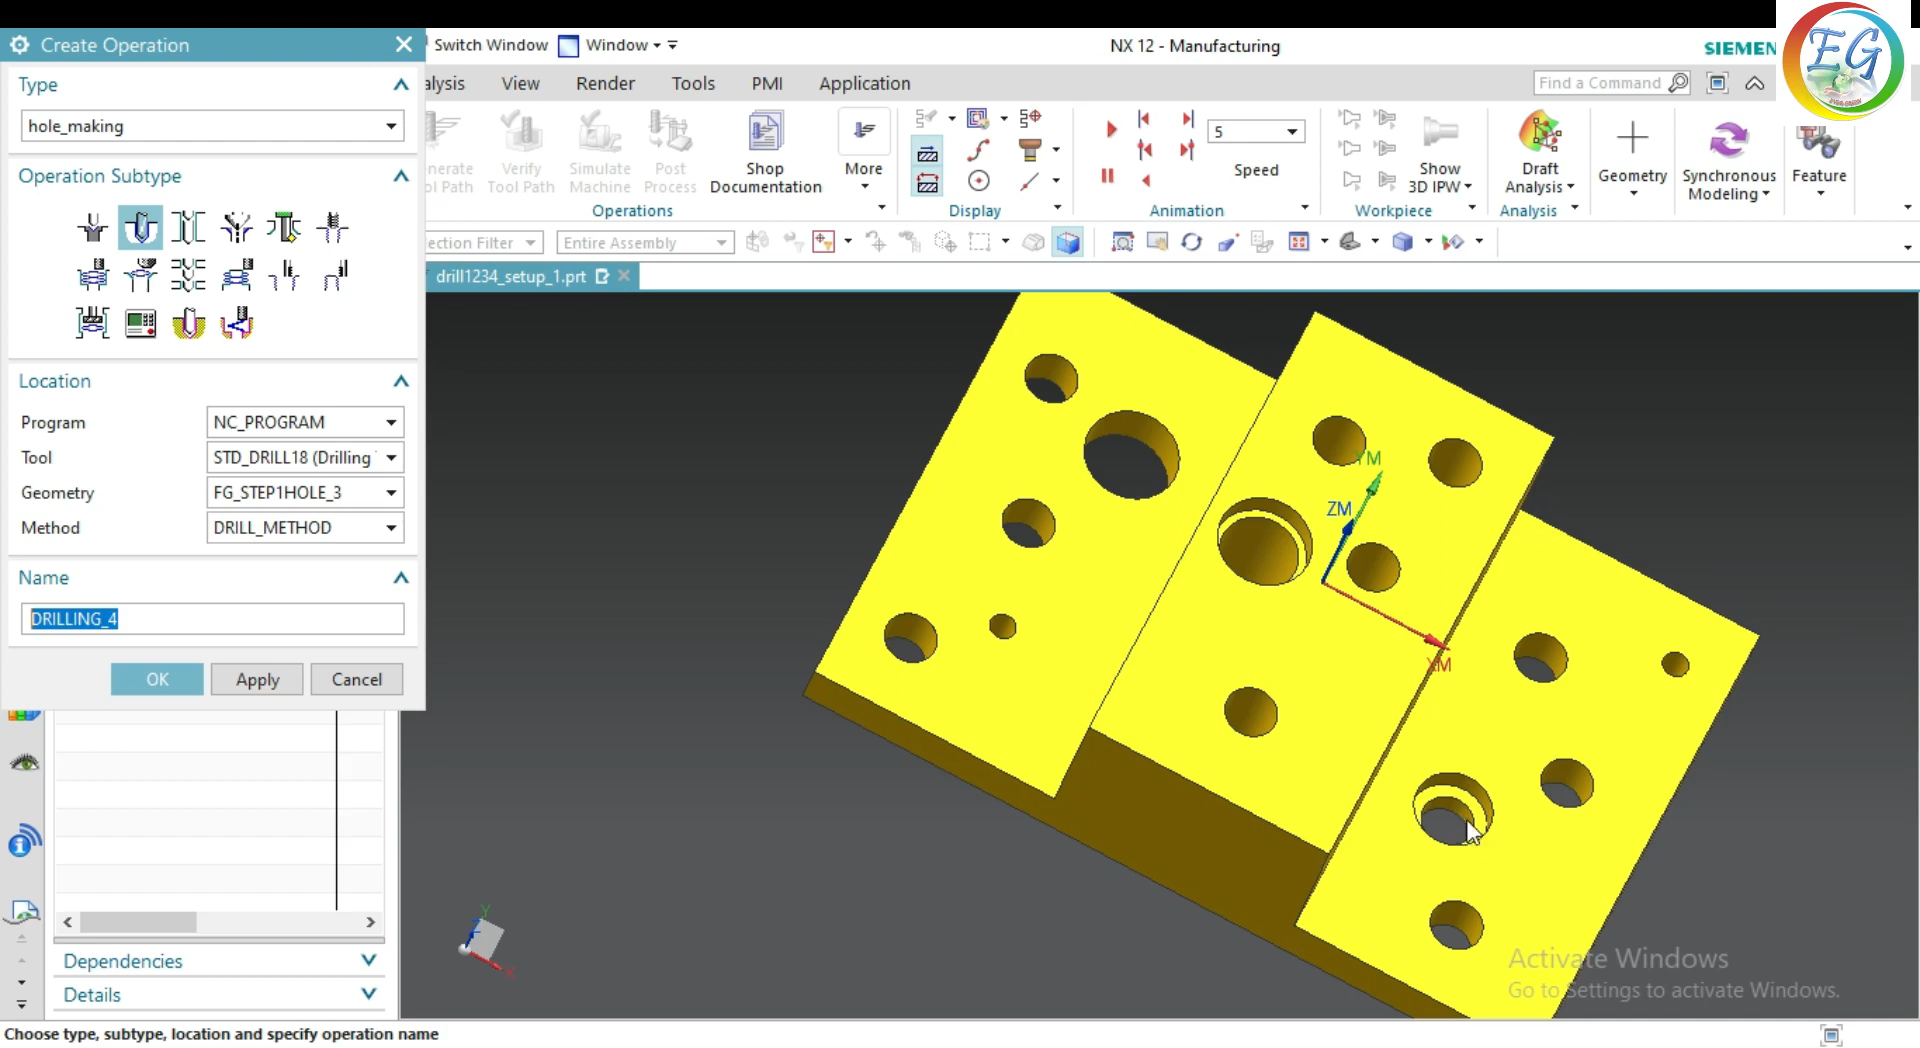 Create Operation
Switch Window
Window
NX 12 - Manufacturing
SIEMEN
EG
Type
alysis
View
Render
Tools
PMI
Application
Find a Command
hole_making
Operation Subtype
nerate
ol Path
Verify
Tool Path
Simulate
Machine
Post
Process
Shop
Documentation
More
5
Speed
Show
3D IPW
Draft
Analysis
Geometry
Synchronous
Modeling
Feature
Operations
Display
Animation
Workpiece
Analysis
ection Filter
Entire Assembly
drill1234_setup_1.prt
Location
Program
NC_PROGRAM
Tool
STD_DRILL18 (Drilling
Geometry
FG_STEP1HOLE_3
Method
DRILL_METHOD
Name
DRILLING_4
OK
Apply
Cancel
YM
ZM
XM
Y
X
Dependencies
Details
Activate Windows
Go to Settings to activate Windows.
Choose type, subtype, location and specify operation name